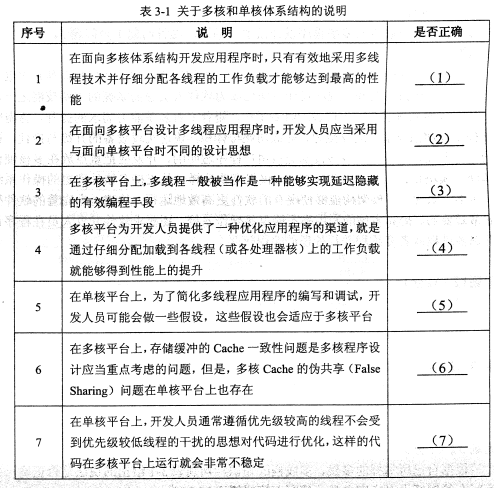 表 3-1 关于多核和单核体系结构的说明
序号 说 明 是否正确
在面向多核体系结构开发应用程序时，只有有效地采用多线
1 程技术并仔细分配各线程的工作负载才能够达到最高的性 （1）
能
2 在面向多核平台设计多线程应用程序时，开发人员应当采用 （2）
与面向单核平台时不同的设计思想
3 在多核平台上，多线程一般被当作是一种能够实现延迟隐藏 （3）
的有效编程手段
多核平台为开发人员提供了一种优化应用程序的渠道，就是
4 通过仔细分配加载到各线程（或各处理器核）上的工作负载 （4）
就能够得到性能上的提升
5 在单核平台上，为了简化多线程应用程序的编写和调试，开 （5）
发人员可能会做一些假设，这些假设也会适应于多核平台
在多核平台上，存储缓冲的 Cache 一致性问题是多核程序设
6 计应当重点考虑的问题，但是，多核 Cache 的伪共享（False （6）
Sharing）问题在单核平台上也存在
在单核平台上，开发人员通常遵循优先级较高的线程不会受
7 到优先级较低线程的干扰的思想对代码进行优化，这样的代 （7）
码在多核平台上运行就会非常不稳定